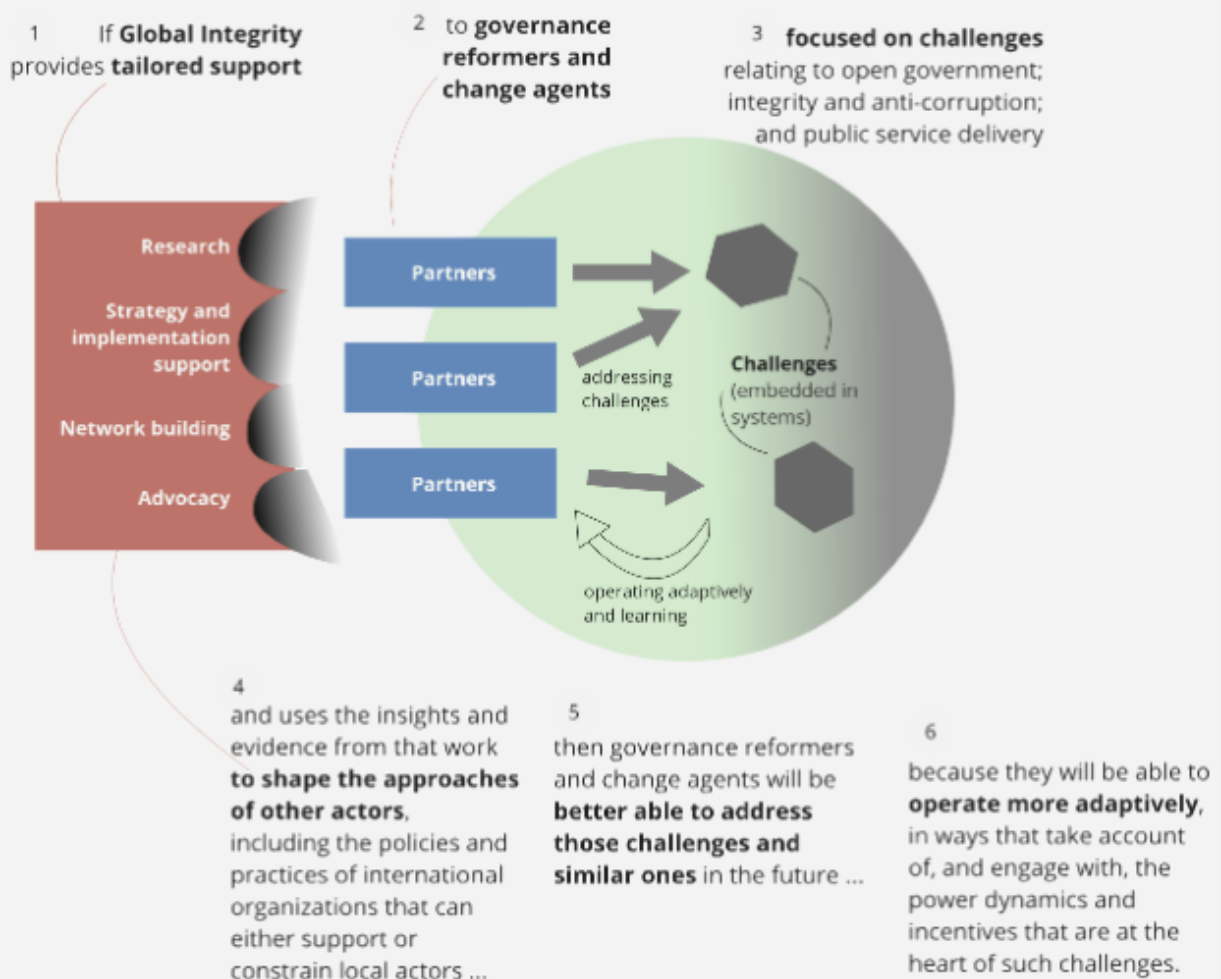 1
If Global Integrity
provides tailored support
2
to governance
reformers and
change agents
3
focused on challenges
relating to open government;
integrity and anti-corruption;
and public service delivery
Research
Strategy and
implementation
support
Network building
Advocacy
Partners
Partners
Partners
addressing
challenges
Challenges
(embedded in
systems)
operating adaptively
and learning
4
and uses the insights and
evidence from that work
to shape the approaches
of other actors,
including the policies and
practices of international
organizations that can
either support or
constrain local actors ...
5
then governance reformers
and change agents will be
better able to address
those challenges and
similar ones in the future ...
6
because they will be able to
operate more adaptively,
in ways that take account
of, and engage with, the
power dynamics and
incentives that are at the
heart of such challenges.